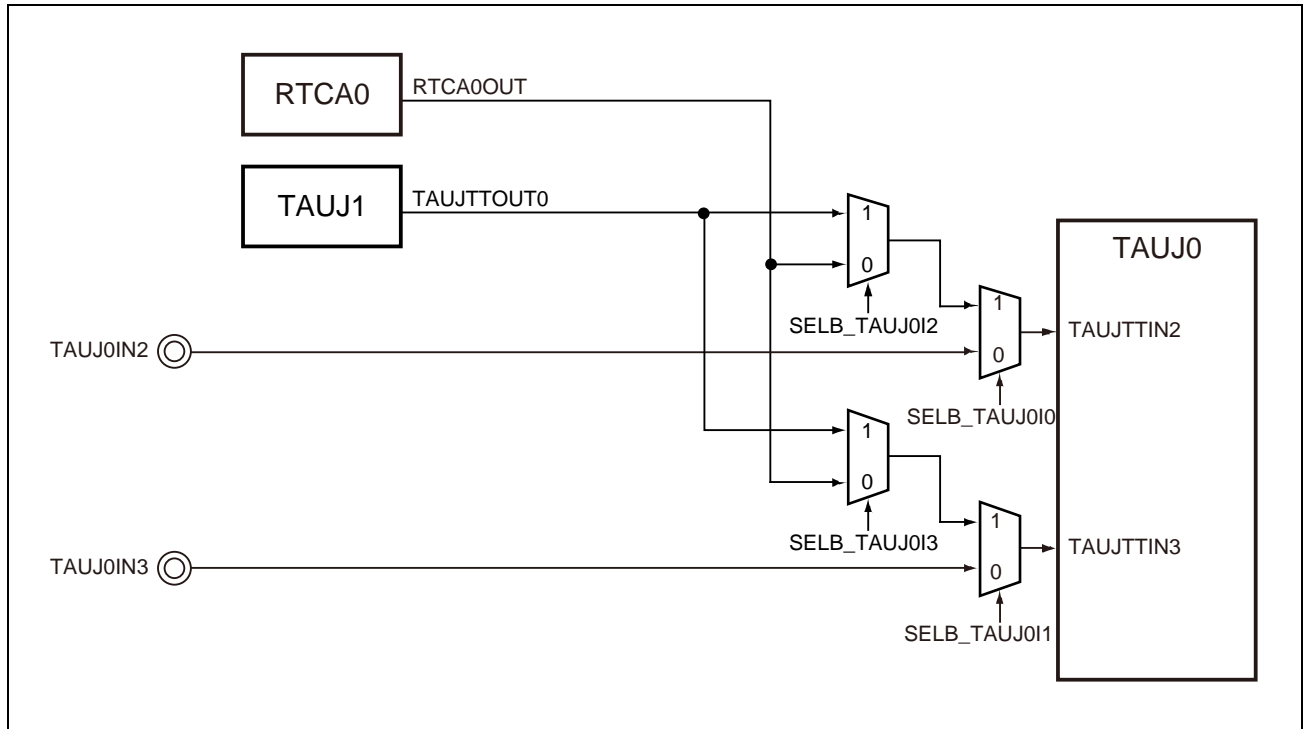 RTCA0
RTCA0OUT
TAUJ1
TAUJTTOUT0
1
0
SELB_TAUJ0I2
TAUJ0
1
0
TAUJTTIN2
TAUJ0IN2
SELB_TAUJ0I0
1
0
SELB_TAUJ0I3
1
0
TAUJTTIN3
TAUJ0IN3
SELB_TAUJ0I1